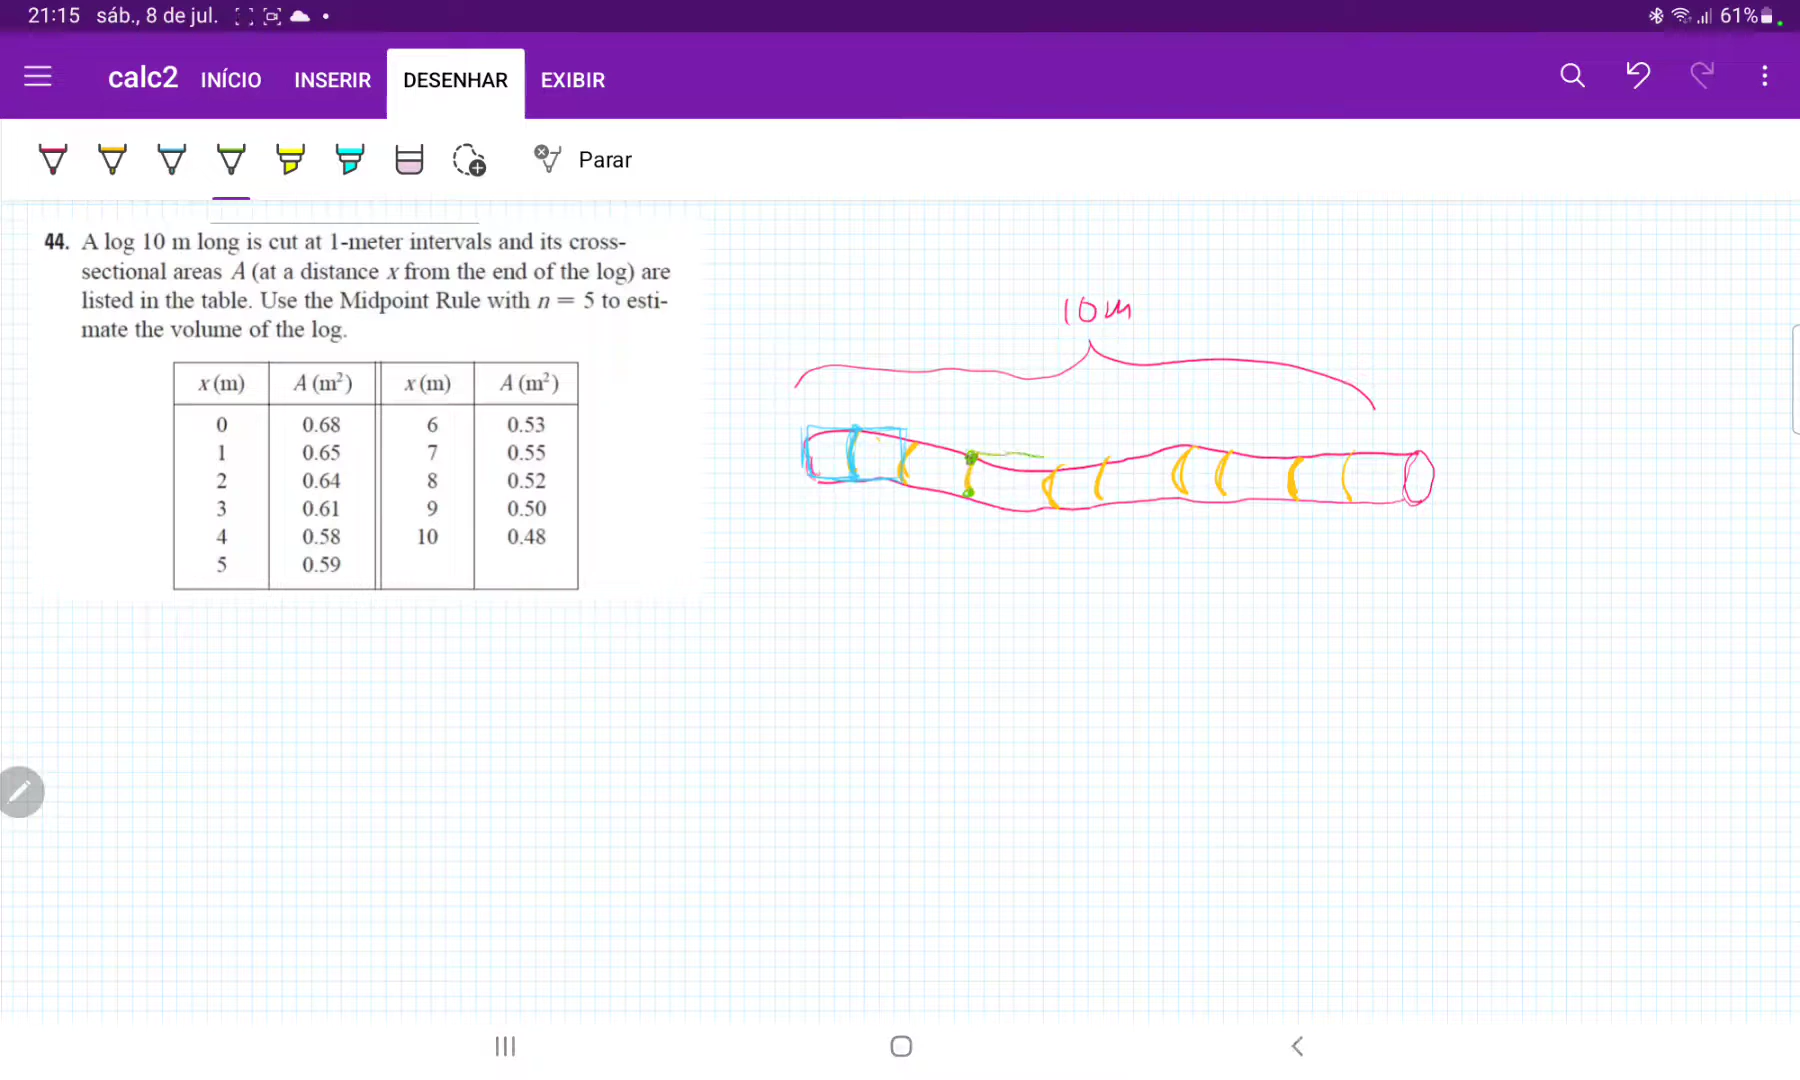 21:15 sáb., 8 de jul. 61%
calc2 INÍCIO INSERIR DESENHAR EXIBIR
Parar
44. A log 10 m long is cut at 1-meter intervals and its cross-
sectional areas A (at a distance x from the end of the log) are
listed in the table. Use the Midpoint Rule with n = 5 to esti-
mate the volume of the log.
x (m) A (m²) x (m) A (m²)
0 0.68 6 0.53
1 0.65 7 0.55
2 0.64 8 0.52
3 0.61 9 0.50
4 0.58 10 0.48
5 0.59
10 m